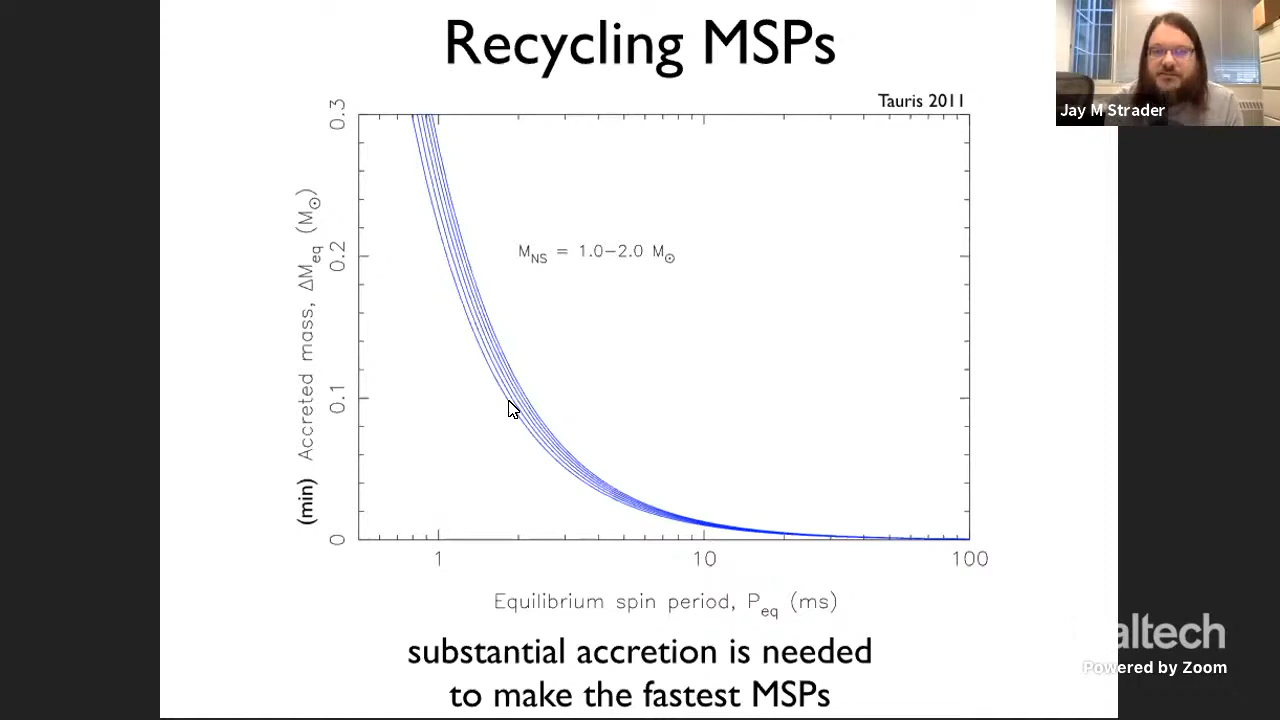 Recycling MSPs
Tauris 2011
Jay M Strader
(min) Accreted mass, ΔM_eq (M_⊙)
0.3
0.2
0.1
0
M_NS = 1.0−2.0 M_⊙
1
10
100
Equilibrium spin period, P_eq (ms)
substantial accretion is needed
to make the fastest MSPs
altech
Powered by Zoom